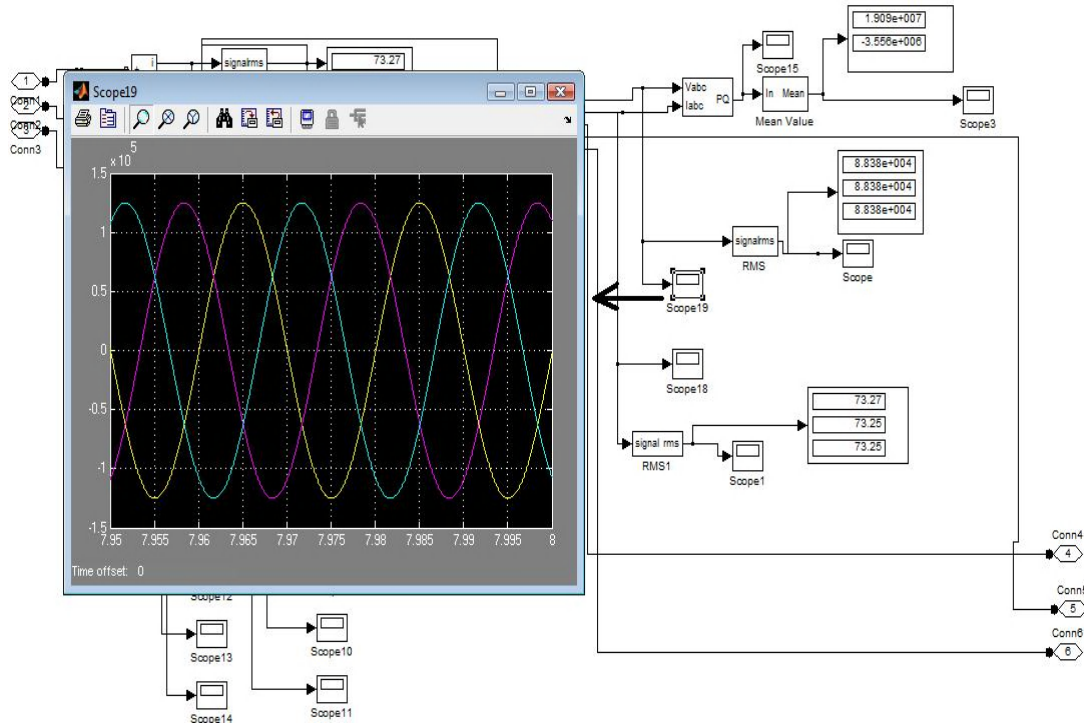 1.909e+007
-3.556e+006
i
signalrms
73.27
Scope15
Vabc
Iabc
PQ
In Mean
Mean Value
Scope3
1
Conn1
2
Conn2
3
Conn3
Scope19
x 10
5
1.5
1
0.5
0
-0.5
-1
-1.5
7.95 7.955 7.96 7.965 7.97 7.975 7.98 7.985 7.99 7.995 8
Time offset: 0
8.838e+004
8.838e+004
8.838e+004
signalrms
RMS
Scope
Scope19
Scope18
73.27
73.25
73.25
signal rms
RMS1
Scope1
Conn4
4
Conn5
5
Conn6
6
Scope12
Scope13
Scope10
Scope14
Scope11